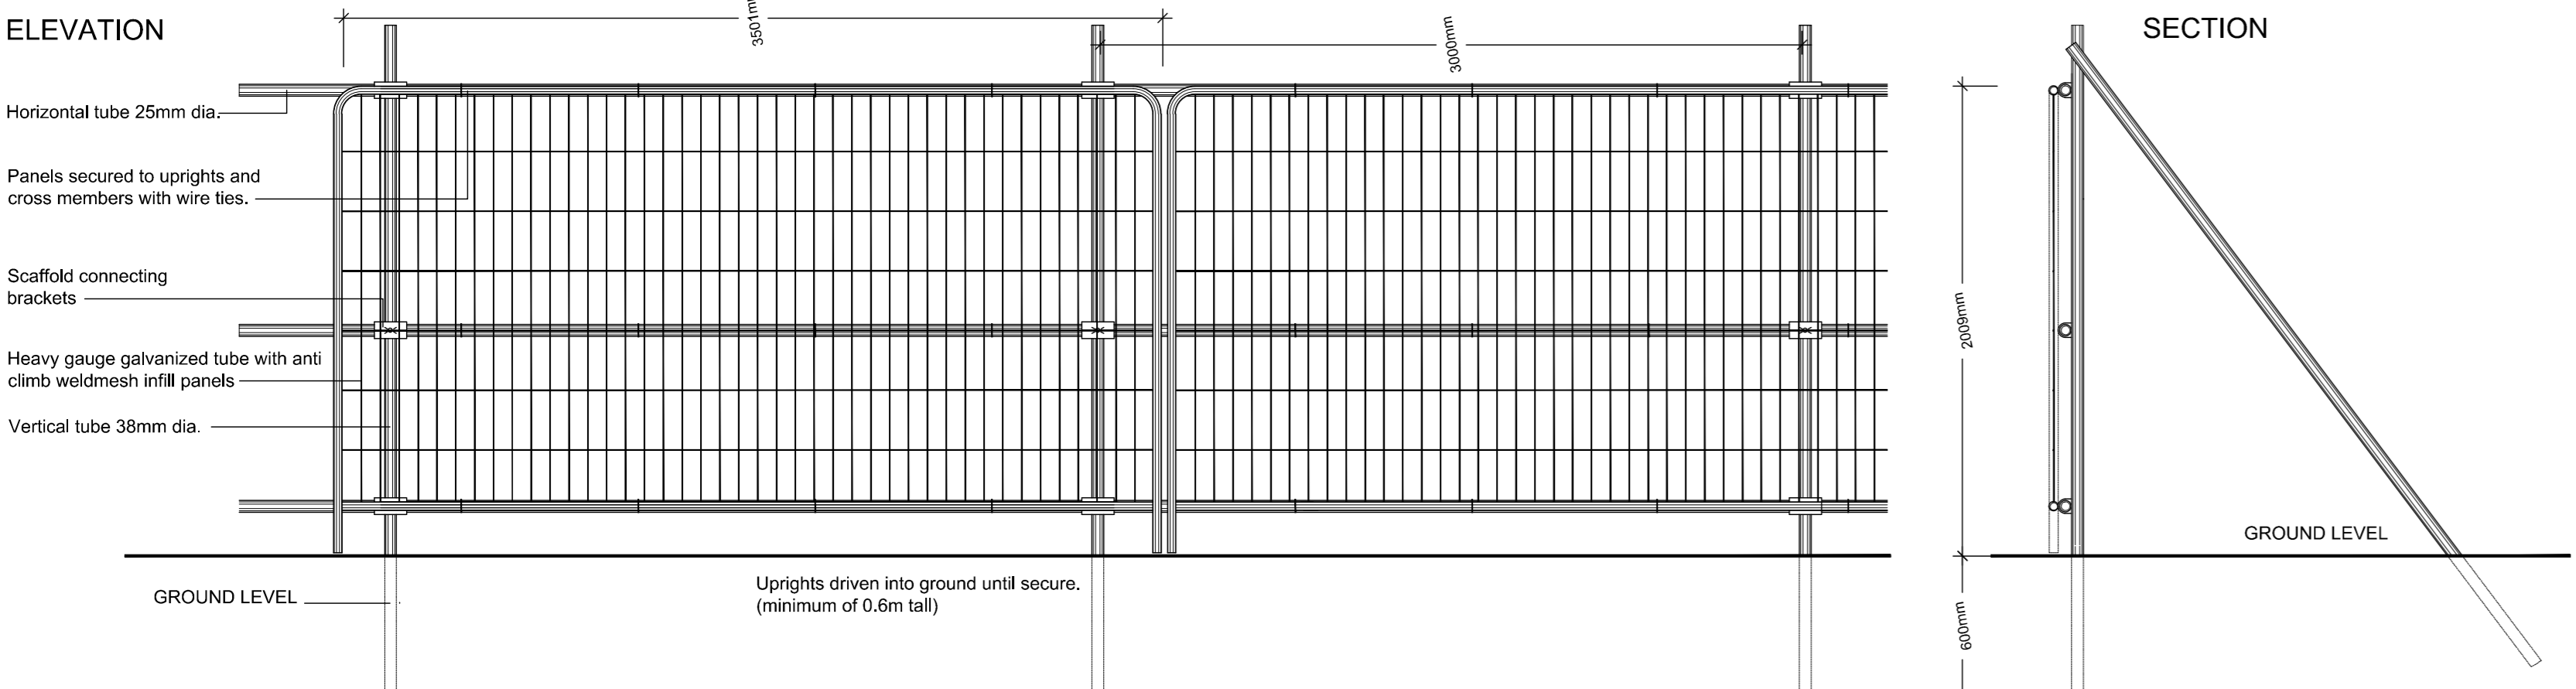 ELEVATION
3501mm
3000mm
SECTION
Horizontal tube 25mm dia.
Panels secured to uprights and
cross members with wire ties.
Scaffold connecting
brackets
Heavy gauge galvanized tube with anti
climb weldmesh infill panels
Vertical tube 38mm dia.
2009mm
GROUND LEVEL
GROUND LEVEL
Uprights driven into ground until secure.
(minimum of 0.6m tall)
600mm